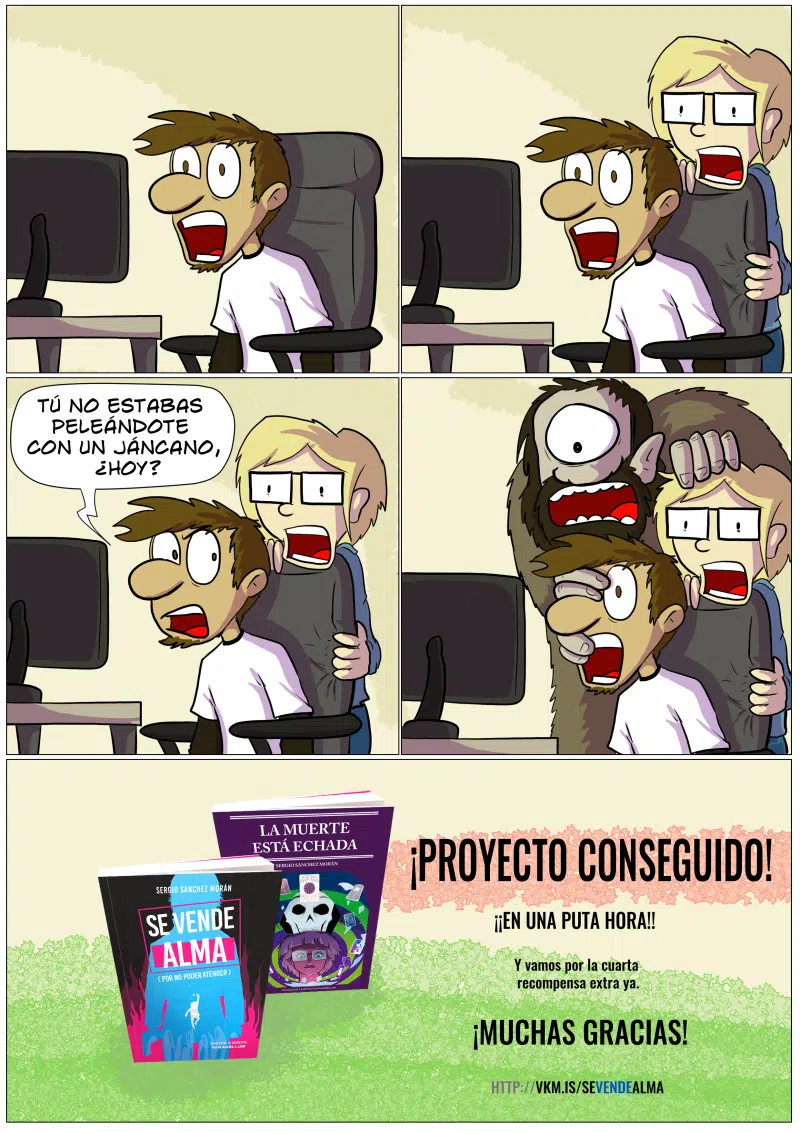 TÚ NO ESTABAS
PELEÁNDOTE
CON UN JÁNCANO,
¿HOY?
LA MUERTE
ESTÁ ECHADA
SERGIO SÁNCHEZ MORÁN
SERGIO SÁNCHEZ MORÁN
SE VENDE
ALMA
(POR NO PODER ATENDER)
¡PROYECTO CONSEGUIDO!
¡¡EN UNA PUTA HORA!!
Y vamos por la cuarta
recompensa extra ya.
¡MUCHAS GRACIAS!
HTTP://VKM.IS/SEVENDEALMA